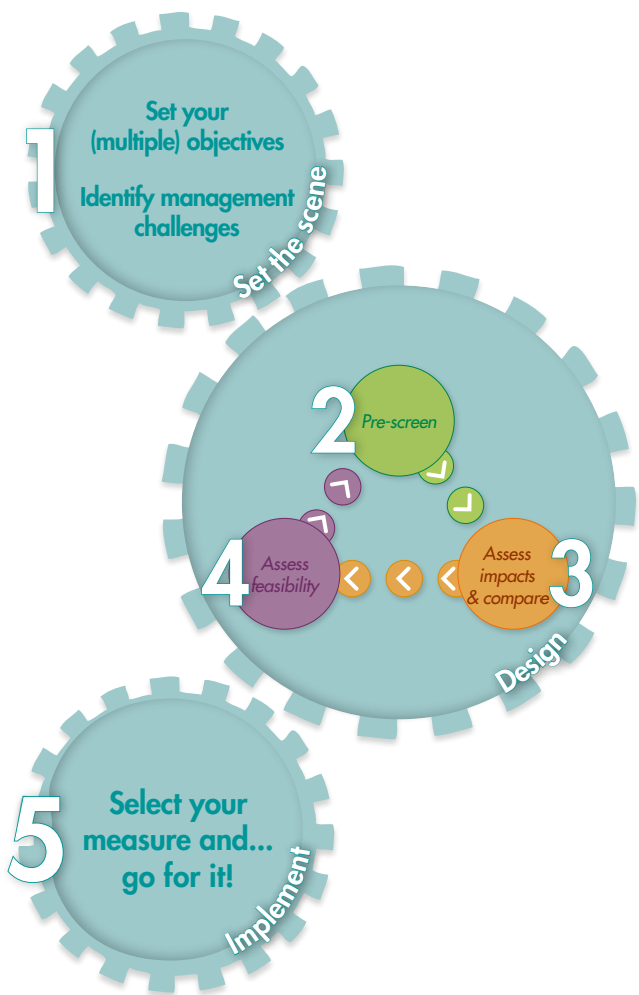 1
Set your
(multiple) objectives
Identify management
challenges
Set the scene
2
Pre-screen
3
Assess
impacts
& compare
4
Assess
feasibility
Design
5
Select your
measure and...
go for it!
Implement